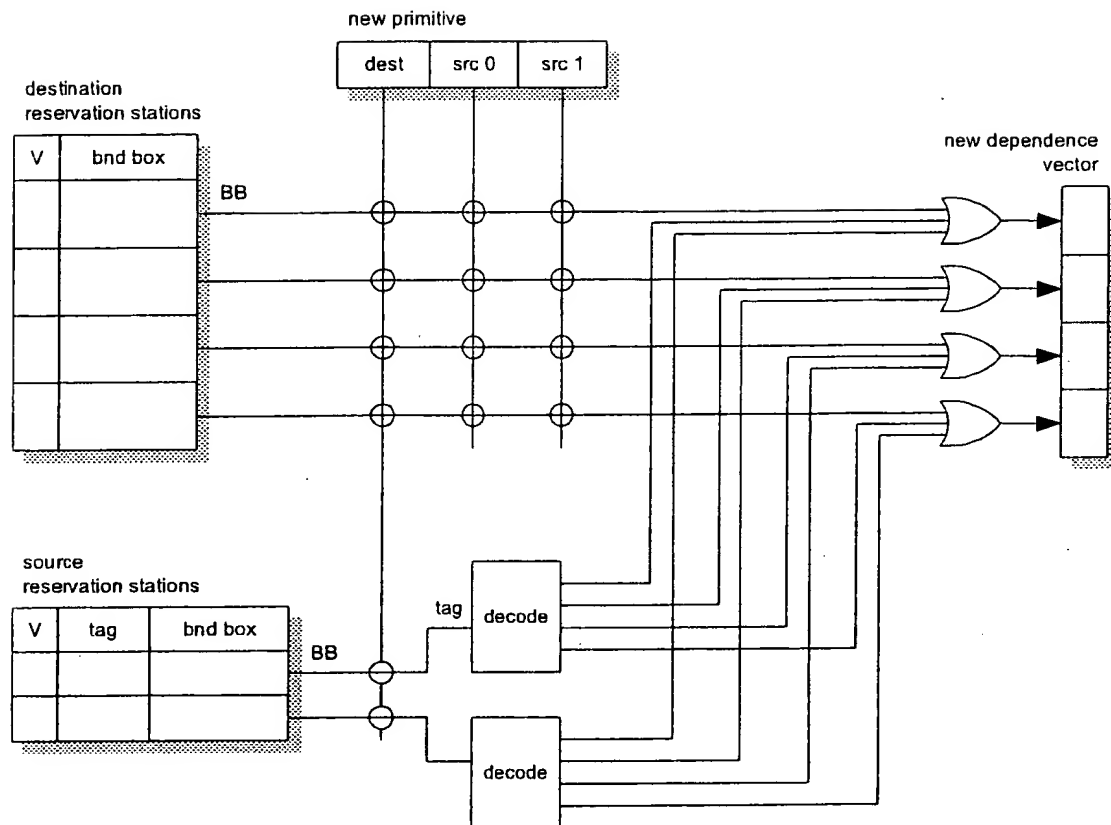 new primitive
dest src 0 src 1
destination
reservation stations
V bnd box
BB
new dependence
vector
source
reservation stations
V tag bnd box
BB
tag
decode
decode